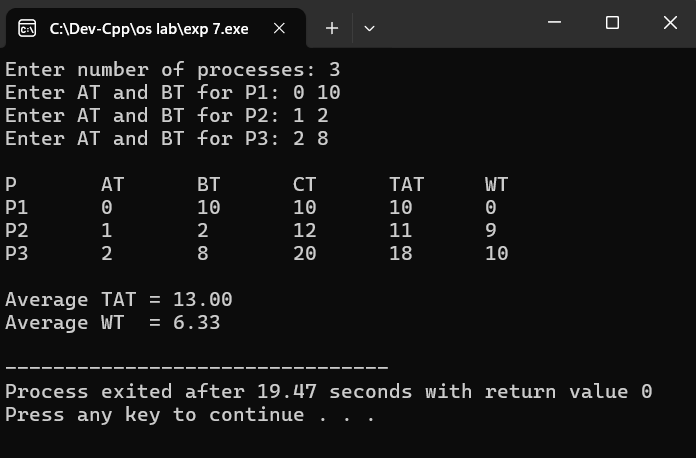 C:\Dev-Cpp\os lab\exp 7.exe
Enter number of processes: 3
Enter AT and BT for P1: 0 10
Enter AT and BT for P2: 1 2
Enter AT and BT for P3: 2 8
P AT BT CT TAT WT
P1 0 10 10 10 0
P2 1 2 12 11 9
P3 2 8 20 18 10
Average TAT = 13.00
Average WT  = 6.33
--------------------------------
Process exited after 19.47 seconds with return value 0
Press any key to continue . . .